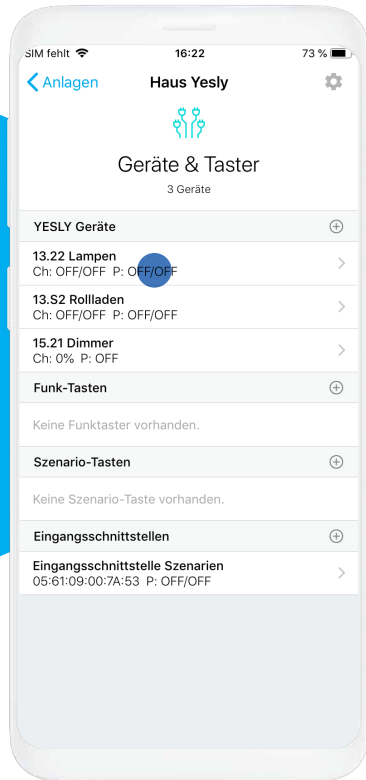 SIM fehlt 16:22 73 %
Anlagen Haus Yesly
Geräte & Taster
3 Geräte
YESLY Geräte
13.22 Lampen
Ch: OFF/OFF P: OFF/OFF
13.S2 Rollladen
Ch: OFF/OFF P: OFF/OFF
15.21 Dimmer
Ch: 0% P: OFF
Funk-Tasten
Keine Funktaster vorhanden.
Szenario-Tasten
Keine Szenario-Taste vorhanden.
Eingangsschnittstellen
Eingangsschnittstelle Szenarien
05:61:09:00:7A:53 P: OFF/OFF